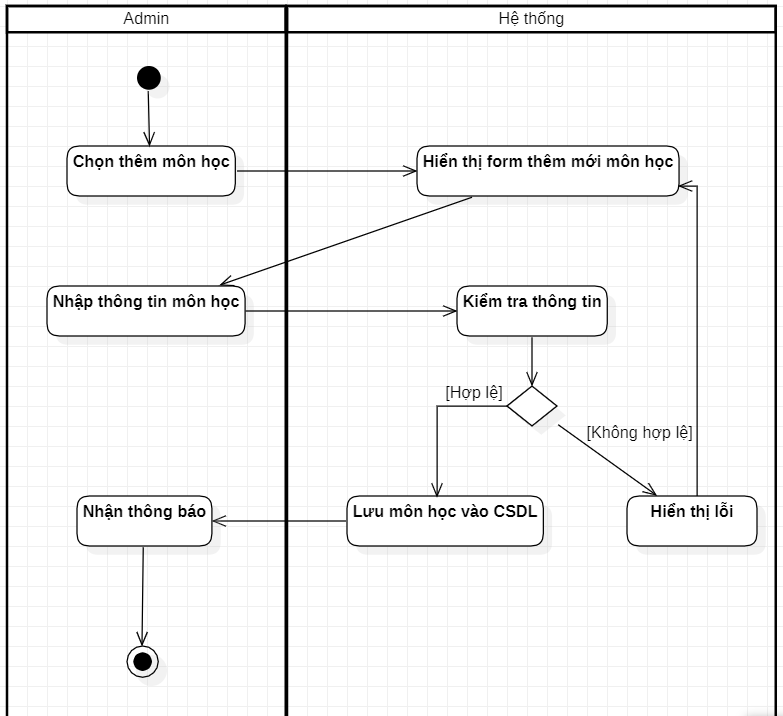 Admin
Hệ thống
Chọn thêm môn học
Hiển thị form thêm mới môn học
Nhập thông tin môn học
Kiểm tra thông tin
[Hợp lệ]
[Không hợp lệ]
Nhận thông báo
Lưu môn học vào CSDL
Hiển thị lỗi